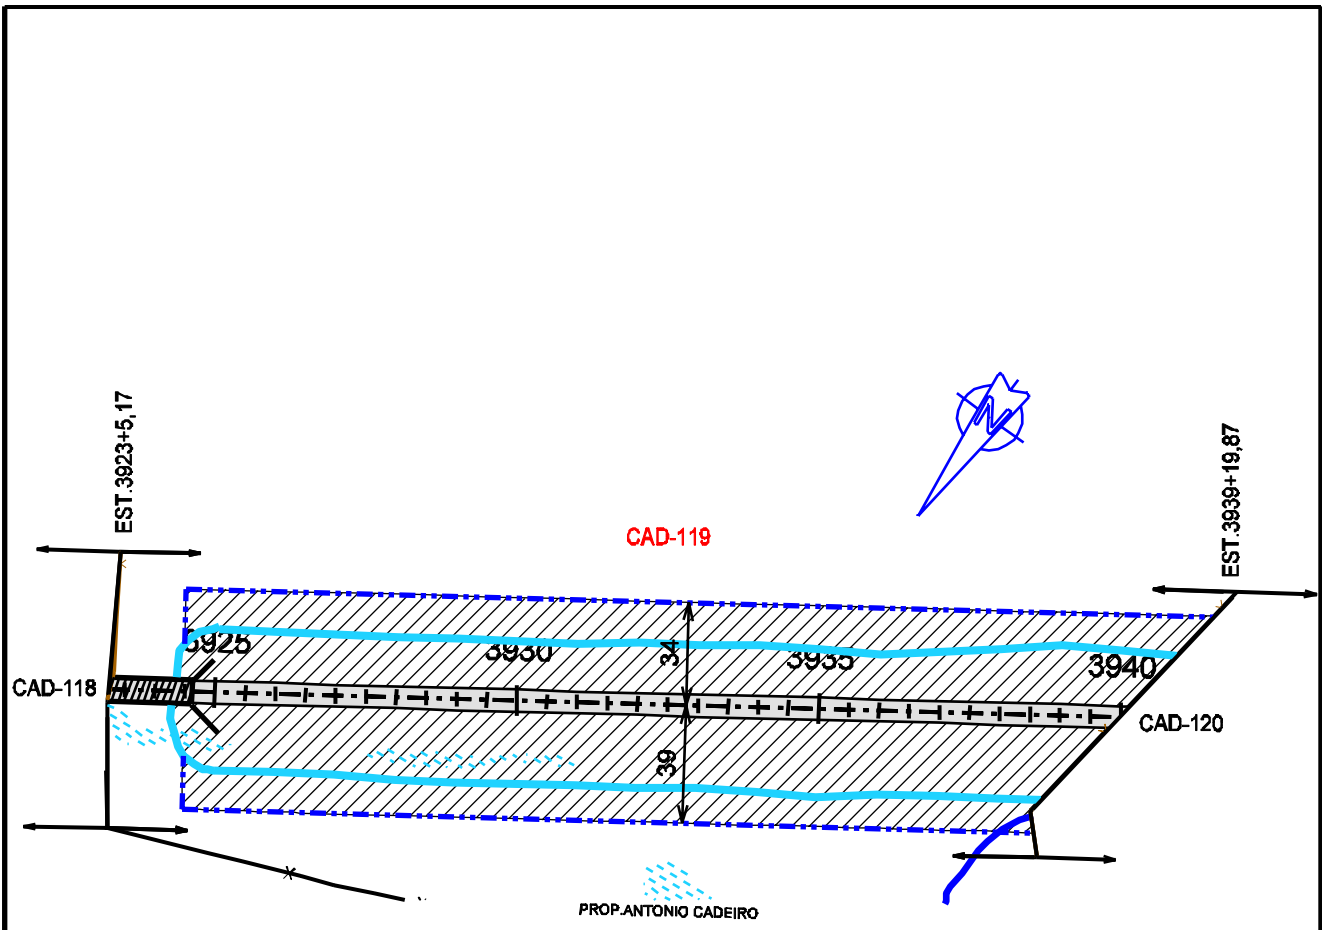 EST.3923+5,17
EST.3939+19,87
N
CAD-119
3925
3930
34
3935
3940
CAD-118
CAD-120
39
PROP.ANTONIO CADEIRO